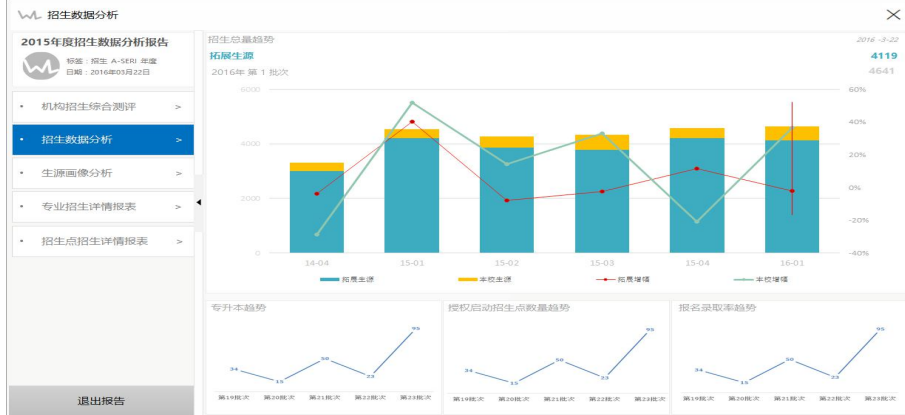 招生数据分析
2015年度招生数据分析报告
标签：招生 A-SERI 年度
日期：2016年03月22日
• 机构招生综合测评 >
• 招生数据分析 >
• 生源画像分析 >
• 专业招生详情报表 >
• 招生点招生详情报表 >
退出报告
招生总量趋势 2016 -3-22
拓展生源 4119
2016年 第 1 批次 4641
6000 60%
40%
4000
20%
0%
2000
-20%
0 -40%
14-04 15-01 15-02 15-03 15-04 16-01
拓展生源 本校生源 拓展增幅 本校增幅
专升本趋势
34 15 50 23 95
第19批次 第20批次 第21批次 第22批次 第23批次
授权启动招生点数量趋势
34 15 50 23 95
第19批次 第20批次 第21批次 第22批次 第23批次
报名录取率趋势
34 15 50 23 95
第19批次 第20批次 第21批次 第22批次 第23批次